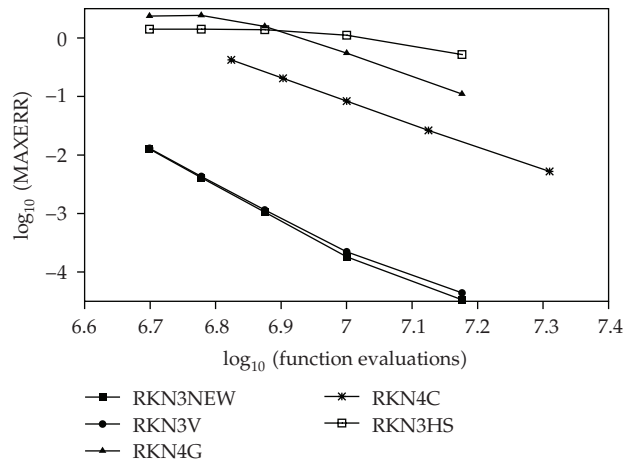 0
−1
−2
−3
−4
log10 (MAXERR)
6.6 6.7 6.8 6.9 7 7.1 7.2 7.3 7.4
log10 (function evaluations)
RKN3NEW
RKN3V
RKN4G
RKN4C
RKN3HS